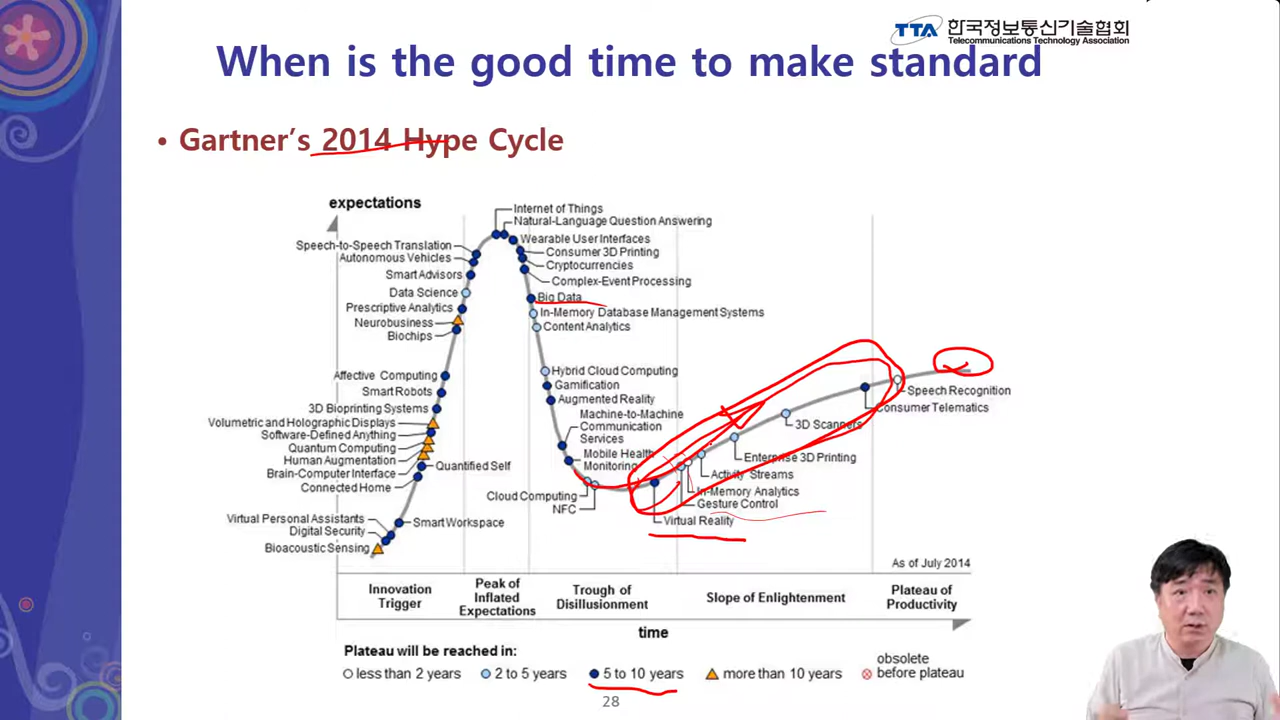 TTA 한국정보통신기술협회
Telecommunications Technology Association
When is the good time to make standard
• Gartner's 2014 Hype Cycle
expectations
Internet of Things
Natural-Language Question Answering
Speech-to-Speech Translation
Wearable User Interfaces
Autonomous Vehicles
Consumer 3D Printing
Cryptocurrencies
Smart Advisors
Complex-Event Processing
Data Science
Big Data
Prescriptive Analytics
In-Memory Database Management Systems
Neurobusiness
Content Analytics
Biochips
Hybrid Cloud Computing
Affective Computing
Gamification
Smart Robots
Augmented Reality
3D Bioprinting Systems
Machine-to-Machine
Communication
Services
Volumetric and Holographic Displays
Software-Defined Anything
Quantum Computing
Mobile Health
Monitoring
Human Augmentation
Quantified Self
Brain-Computer Interface
Connected Home
Cloud Computing
NFC
Virtual Personal Assistants
Smart Workspace
Digital Security
Bioacoustic Sensing
Speech Recognition
Consumer Telematics
3D Scanners
Enterprise 3D Printing
Activity Streams
In-Memory Analytics
Gesture Control
Virtual Reality
As of July 2014
Innovation
Trigger
Peak of
Inflated
Expectations
Trough of
Disillusionment
Slope of Enlightenment
Plateau of
Productivity
time
Plateau will be reached in:
less than 2 years
2 to 5 years
5 to 10 years
more than 10 years
obsolete
before plateau
28